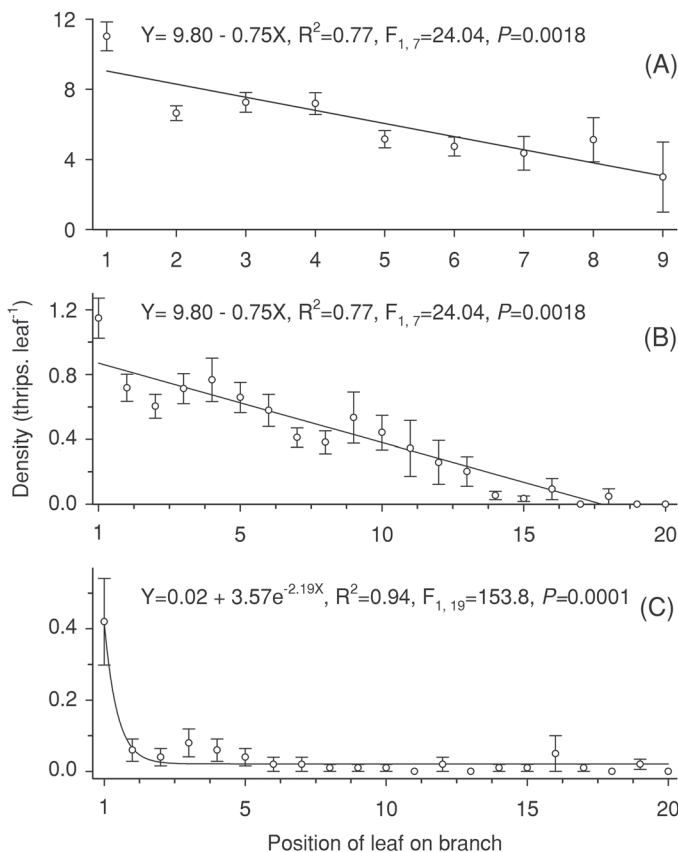 12
8
4
0
Y= 9.80 - 0.75X, R²=0.77, F₁, ₇=24.04, P=0.0018
(A)
1 2 3 4 5 6 7 8 9
1.2
0.8
0.4
0.0
Y= 9.80 - 0.75X, R²=0.77, F₁, ₇=24.04, P=0.0018
(B)
1 5 10 15 20
Density (thrips. leaf⁻¹)
0.4
0.2
0.0
Y=0.02 + 3.57e⁻²·¹⁹ˣ, R²=0.94, F₁, ₁₉=153.8, P=0.0001
(C)
1 5 10 15 20
Position of leaf on branch